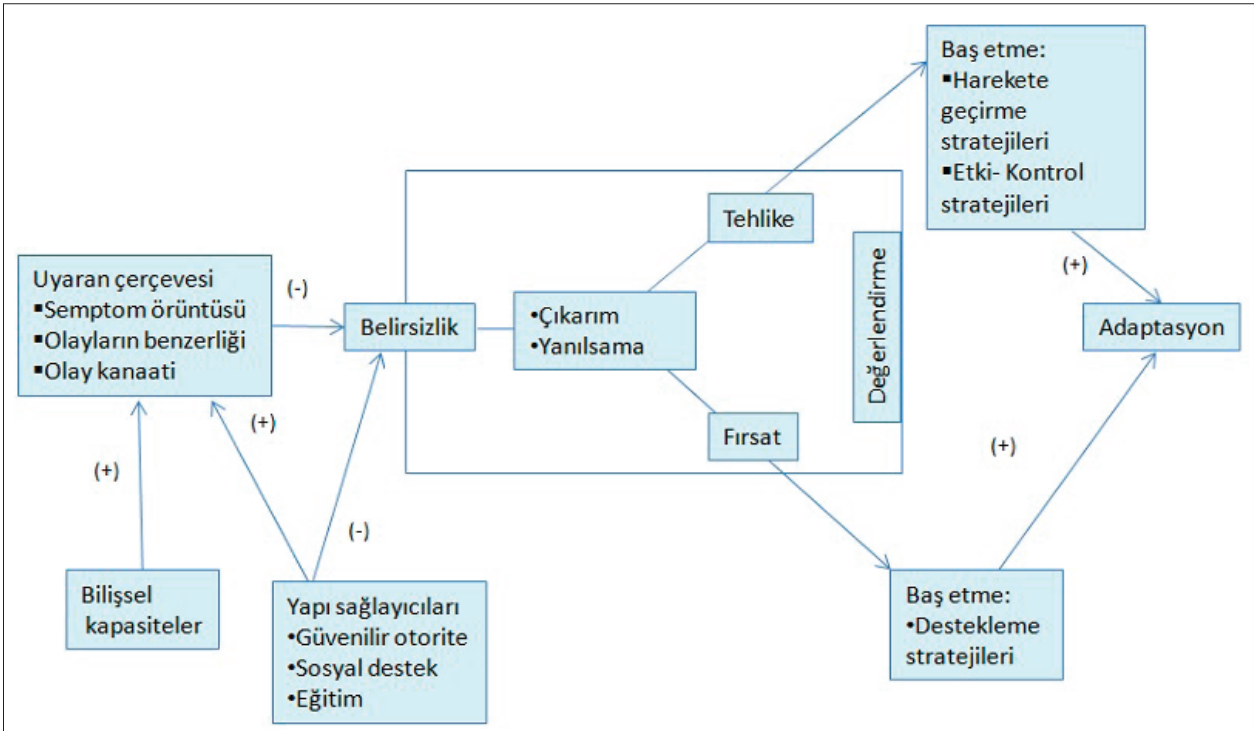 Uyaran çerçevesi
▪Semptom örüntüsü
▪Olayların benzerliği
▪Olay kanaati
(-)
(+)
(+)
Bilişsel
kapasiteler
Yapı sağlayıcıları
•Güvenilir otorite
•Sosyal destek
•Eğitim
(-)
Belirsizlik
•Çıkarım
•Yanılsama
Tehlike
Fırsat
Değerlendirme
Baş etme:
▪Harekete
geçirme
stratejileri
▪Etki- Kontrol
stratejileri
(+)
Adaptasyon
(+)
Baş etme:
•Destekleme
stratejileri